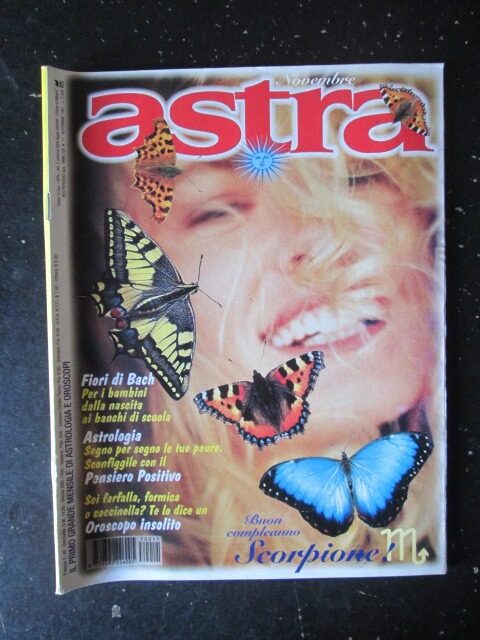 Novembre
astra
Fiori di Bach
Per i bambini
dalla nascita
ai banchi di scuola
Astrologia
Segno per segno le tue paure.
Sconfiggile con il
Pensiero Positivo
Sei farfalla, formica
o coccinella? Te lo dice un
Oroscopo insolito
Buon
compleanno
Scorpione!
IL PRIMO GRANDE MENSILE DI ASTROLOGIA E OROSCOPI